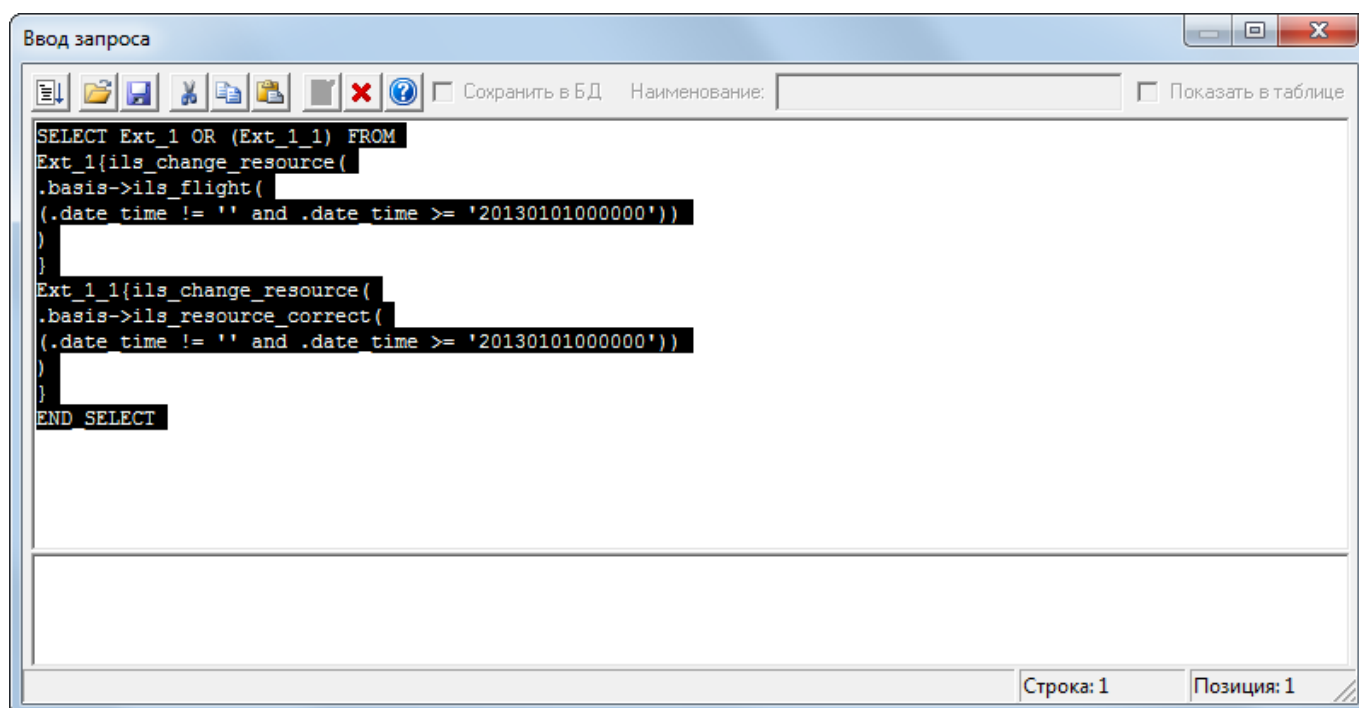 Ввод запроса
Сохранить в БД Наименование: Показать в таблице
SELECT Ext_1 OR (Ext_1_1) FROM
Ext_1{ils_change_resource(
.basis->ils_flight(
(.date_time != '' and .date_time >= '20130101000000'))
)
}
Ext_1_1{ils_change_resource(
.basis->ils_resource_correct(
(.date_time != '' and .date_time >= '20130101000000'))
)
}
END_SELECT
Строка: 1 Позиция: 1